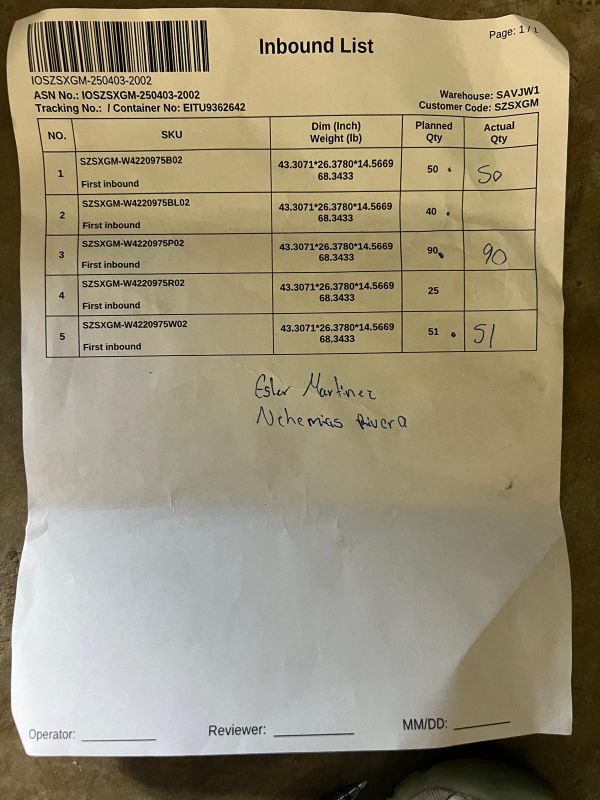 Inbound List
Page: 1 / 1
IOSZSXGM-250403-2002
ASN No.: IOSZSXGM-250403-2002
Warehouse: SAVJW1
Tracking No.: / Container No: EITU9362642
Customer Code: SZSXGM
NO. SKU Dim (Inch) Weight (lb) Planned Qty Actual Qty
1 SZSXGM-W4220975B02 First inbound 43.3071*26.3780*14.5669 68.3433 50 50
2 SZSXGM-W4220975BL02 First inbound 43.3071*26.3780*14.5669 68.3433 40
3 SZSXGM-W4220975P02 First inbound 43.3071*26.3780*14.5669 68.3433 90 90
4 SZSXGM-W4220975R02 First inbound 43.3071*26.3780*14.5669 68.3433 25
5 SZSXGM-W4220975W02 First inbound 43.3071*26.3780*14.5669 68.3433 51 51
Martinez
Nehemias Rivera
Operator: Reviewer: MM/DD: